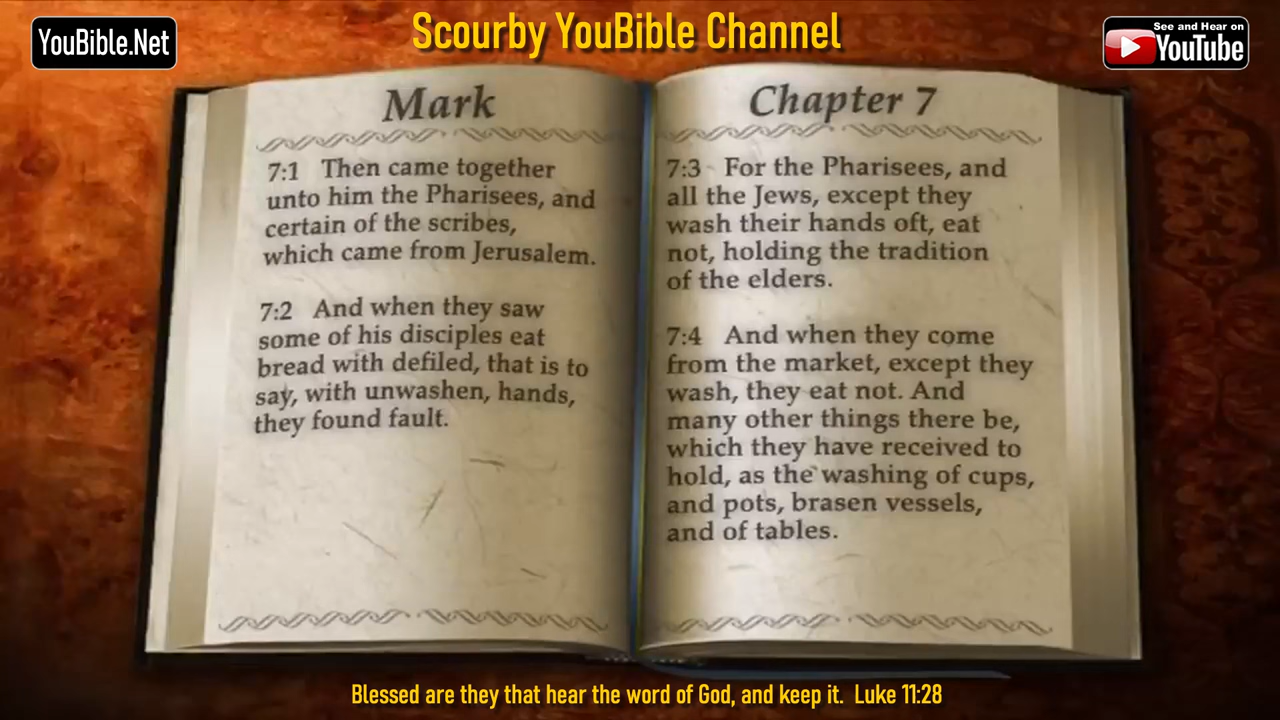 YouBible.Net
Scourby YouBible Channel
See and Hear on
YouTube
Mark
7:1 Then came together
unto him the Pharisees, and
certain of the scribes,
which came from Jerusalem.
7:2 And when they saw
some of his disciples eat
bread with defiled, that is to
say, with unwashen, hands,
they found fault.
Chapter 7
7:3 For the Pharisees, and
all the Jews, except they
wash their hands oft, eat
not, holding the tradition
of the elders.
7:4 And when they come
from the market, except they
wash, they eat not. And
many other things there be,
which they have received to
hold, as the washing of cups,
and pots, brasen vessels,
and of tables.
Blessed are they that hear the word of God, and keep it. Luke 11:28